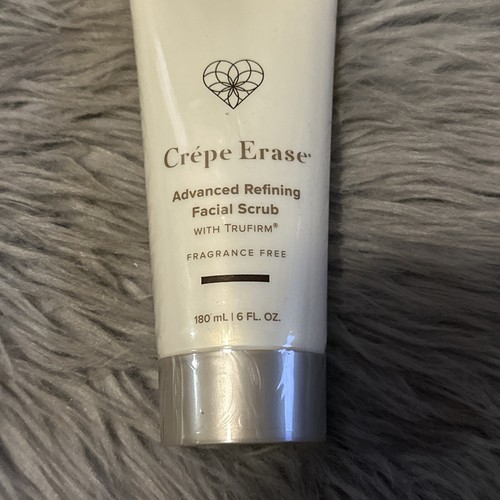 Crépe Erase®
Advanced Refining
Facial Scrub
WITH TRUFIRM®
FRAGRANCE FREE
180 mL | 6 FL. OZ.